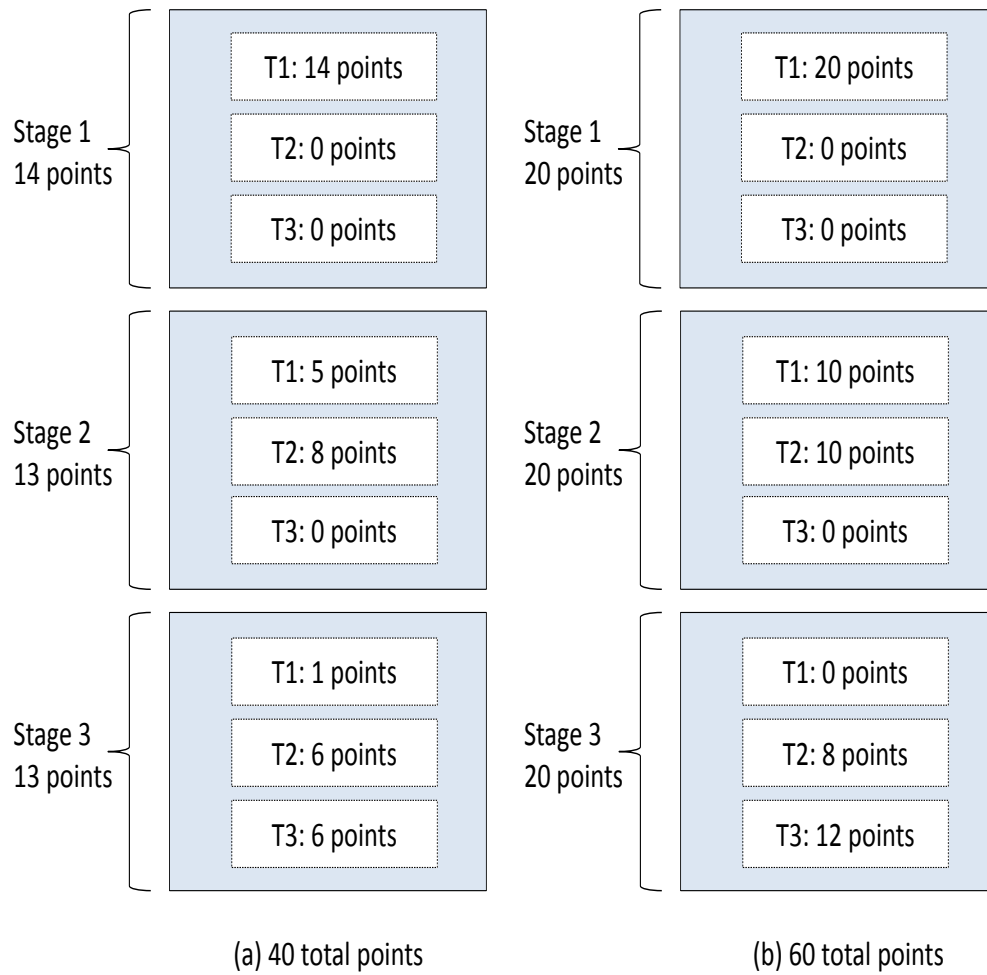 Stage 1
14 points
T1: 14 points
T2: 0 points
T3: 0 points
Stage 2
13 points
T1: 5 points
T2: 8 points
T3: 0 points
Stage 3
13 points
T1: 1 points
T2: 6 points
T3: 6 points
(a) 40 total points
Stage 1
20 points
T1: 20 points
T2: 0 points
T3: 0 points
Stage 2
20 points
T1: 10 points
T2: 10 points
T3: 0 points
Stage 3
20 points
T1: 0 points
T2: 8 points
T3: 12 points
(b) 60 total points